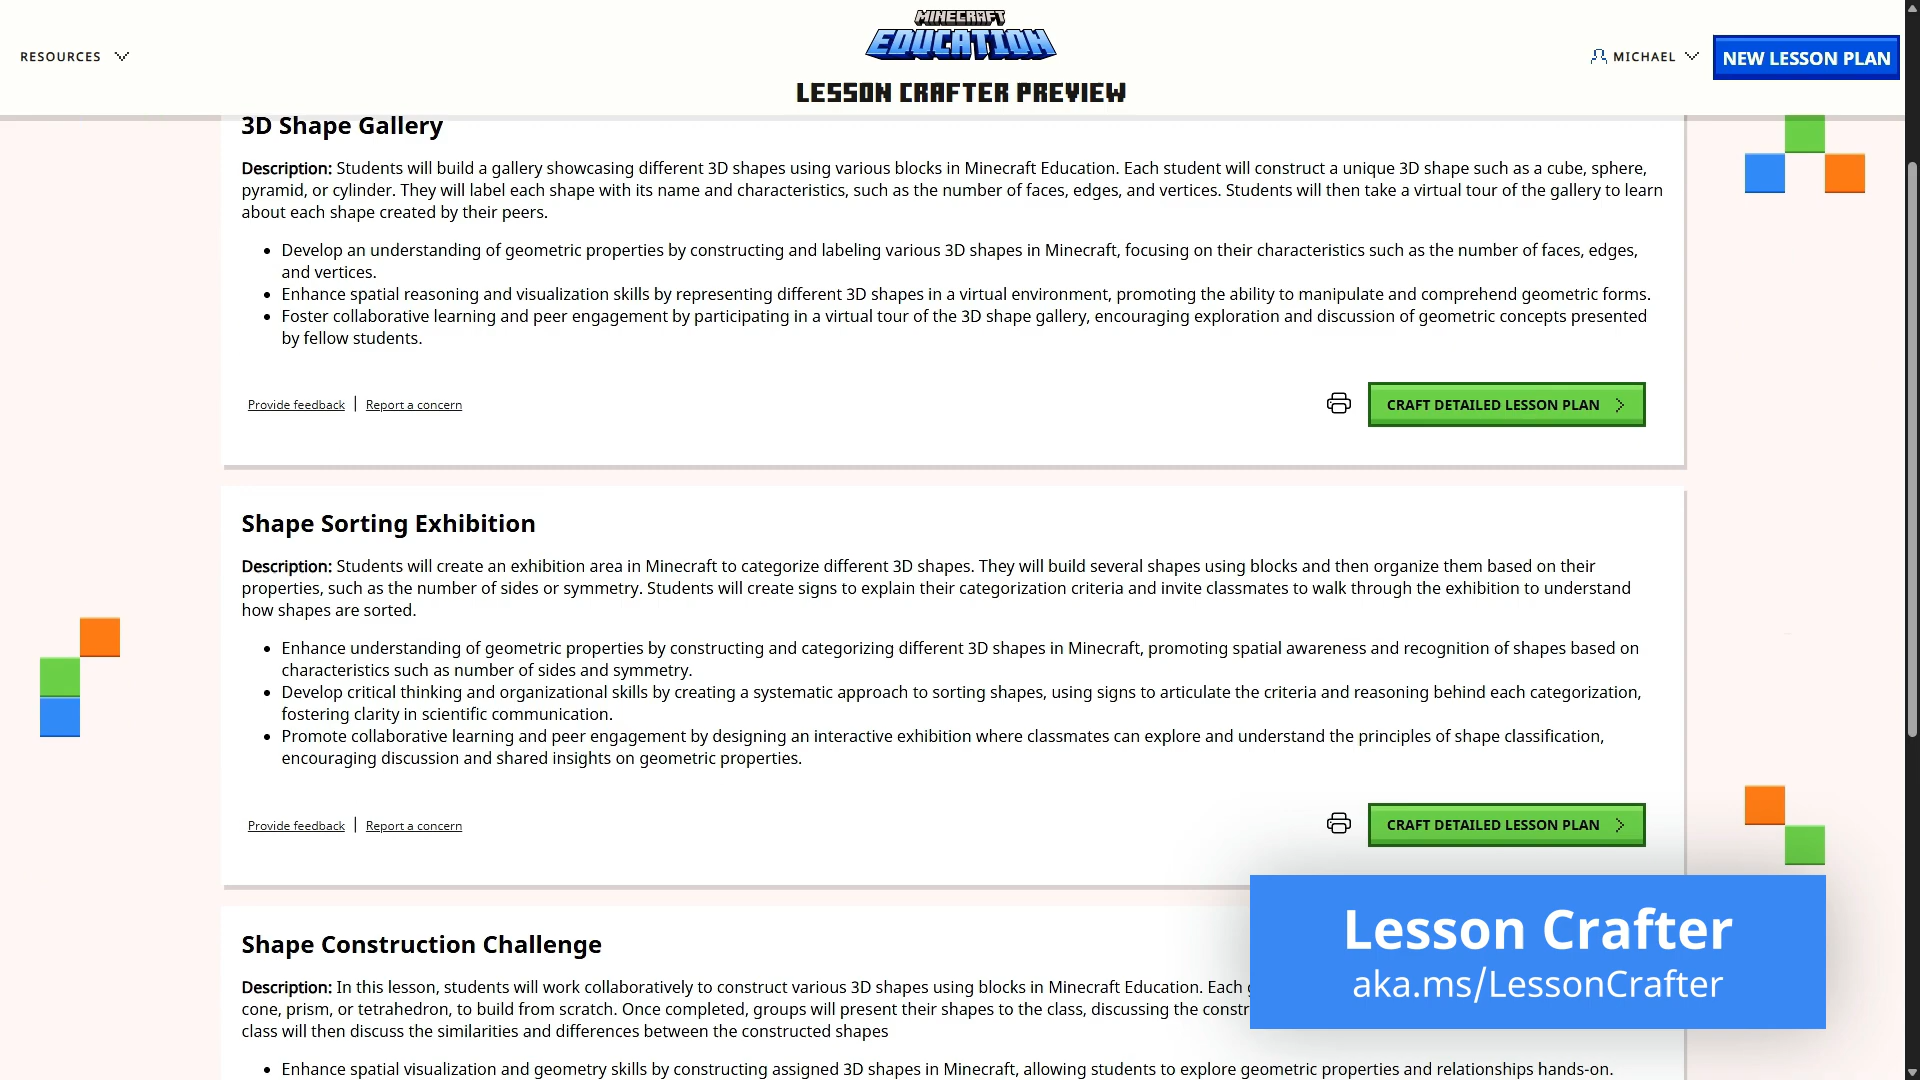 MINECRAFT
EDUCATION
RESOURCES
MICHAEL
NEW LESSON PLAN
LESSON CRAFTER PREVIEW
3D Shape Gallery
Description: Students will build a gallery showcasing different 3D shapes using various blocks in Minecraft Education. Each student will construct a unique 3D shape such as a cube, sphere,
pyramid, or cylinder. They will label each shape with its name and characteristics, such as the number of faces, edges, and vertices. Students will then take a virtual tour of the gallery to learn
about each shape created by their peers.
Develop an understanding of geometric properties by constructing and labeling various 3D shapes in Minecraft, focusing on their characteristics such as the number of faces, edges,
and vertices.
Enhance spatial reasoning and visualization skills by representing different 3D shapes in a virtual environment, promoting the ability to manipulate and comprehend geometric forms.
Foster collaborative learning and peer engagement by participating in a virtual tour of the 3D shape gallery, encouraging exploration and discussion of geometric concepts presented
by fellow students.
Provide feedback | Report a concern
CRAFT DETAILED LESSON PLAN
Shape Sorting Exhibition
Description: Students will create an exhibition area in Minecraft to categorize different 3D shapes. They will build several shapes using blocks and then organize them based on their
properties, such as the number of sides or symmetry. Students will create signs to explain their categorization criteria and invite classmates to walk through the exhibition to understand
how shapes are sorted.
Enhance understanding of geometric properties by constructing and categorizing different 3D shapes in Minecraft, promoting spatial awareness and recognition of shapes based on
characteristics such as number of sides and symmetry.
Develop critical thinking and organizational skills by creating a systematic approach to sorting shapes, using signs to articulate the criteria and reasoning behind each categorization,
fostering clarity in scientific communication.
Promote collaborative learning and peer engagement by designing an interactive exhibition where classmates can explore and understand the principles of shape classification,
encouraging discussion and shared insights on geometric properties.
Provide feedback | Report a concern
CRAFT DETAILED LESSON PLAN
Shape Construction Challenge
Description: In this lesson, students will work collaboratively to construct various 3D shapes using blocks in Minecraft Education. Each
cone, prism, or tetrahedron, to build from scratch. Once completed, groups will present their shapes to the class, discussing the
class will then discuss the similarities and differences between the constructed shapes
Enhance spatial visualization and geometry skills by constructing assigned 3D shapes in Minecraft, allowing students to explore geometric properties and relationships hands-on.
Lesson Crafter
aka.ms/LessonCrafter